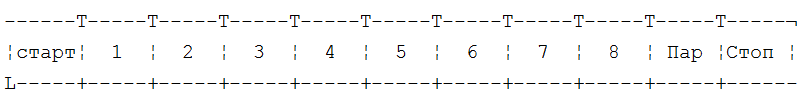 ------T-----T-----T-----T-----T-----T-----T-----T-----T-----T-----¬
¦старт¦  1  ¦  2  ¦  3  ¦  4  ¦  5  ¦  6  ¦  7  ¦  8  ¦ Пар ¦Стоп ¦
L-----+-----+-----+-----+-----+-----+-----+-----+-----+-----+------